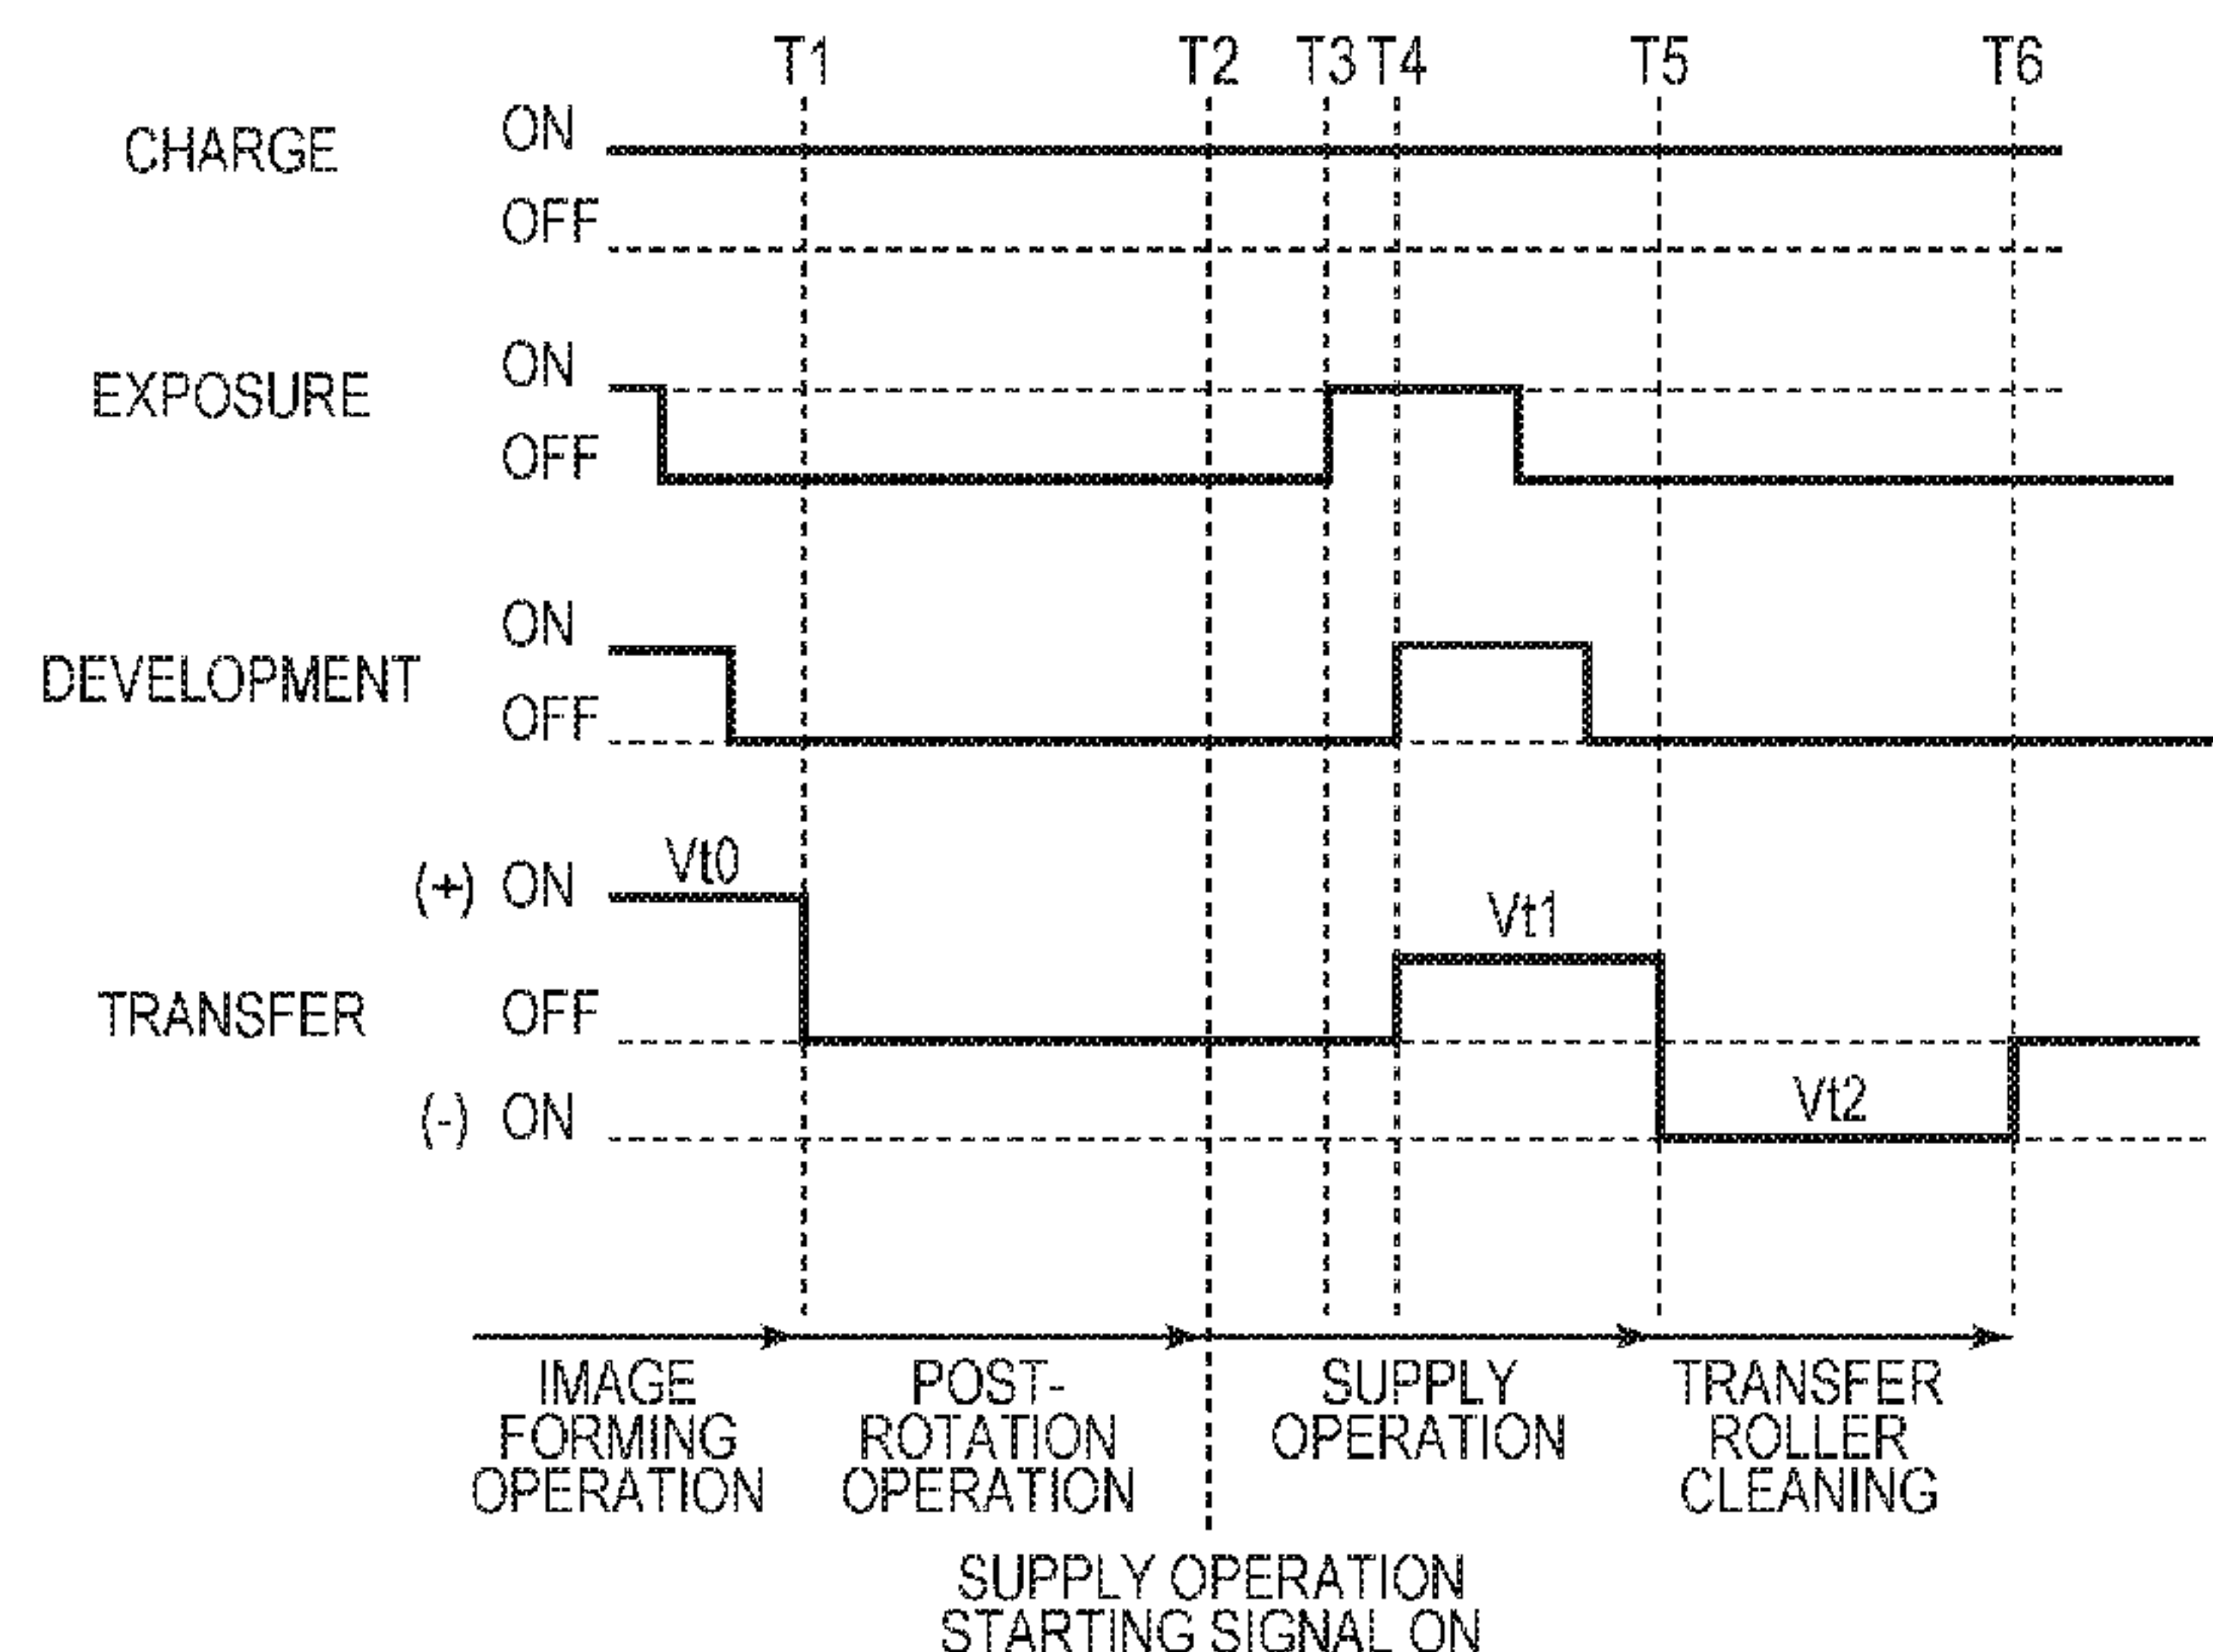 T1 T2 T3 T4 T5 T6
CHARGE
ON
OFF
EXPOSURE
ON
OFF
DEVELOPMENT
ON
OFF
TRANSFER
(+) ON
OFF
(-) ON
Vt0
Vt1
Vt2
IMAGE
FORMING
OPERATION
POST-
ROTATION
OPERATION
SUPPLY
OPERATION
TRANSFER
ROLLER
CLEANING
SUPPLY OPERATION
STARTING SIGNAL ON